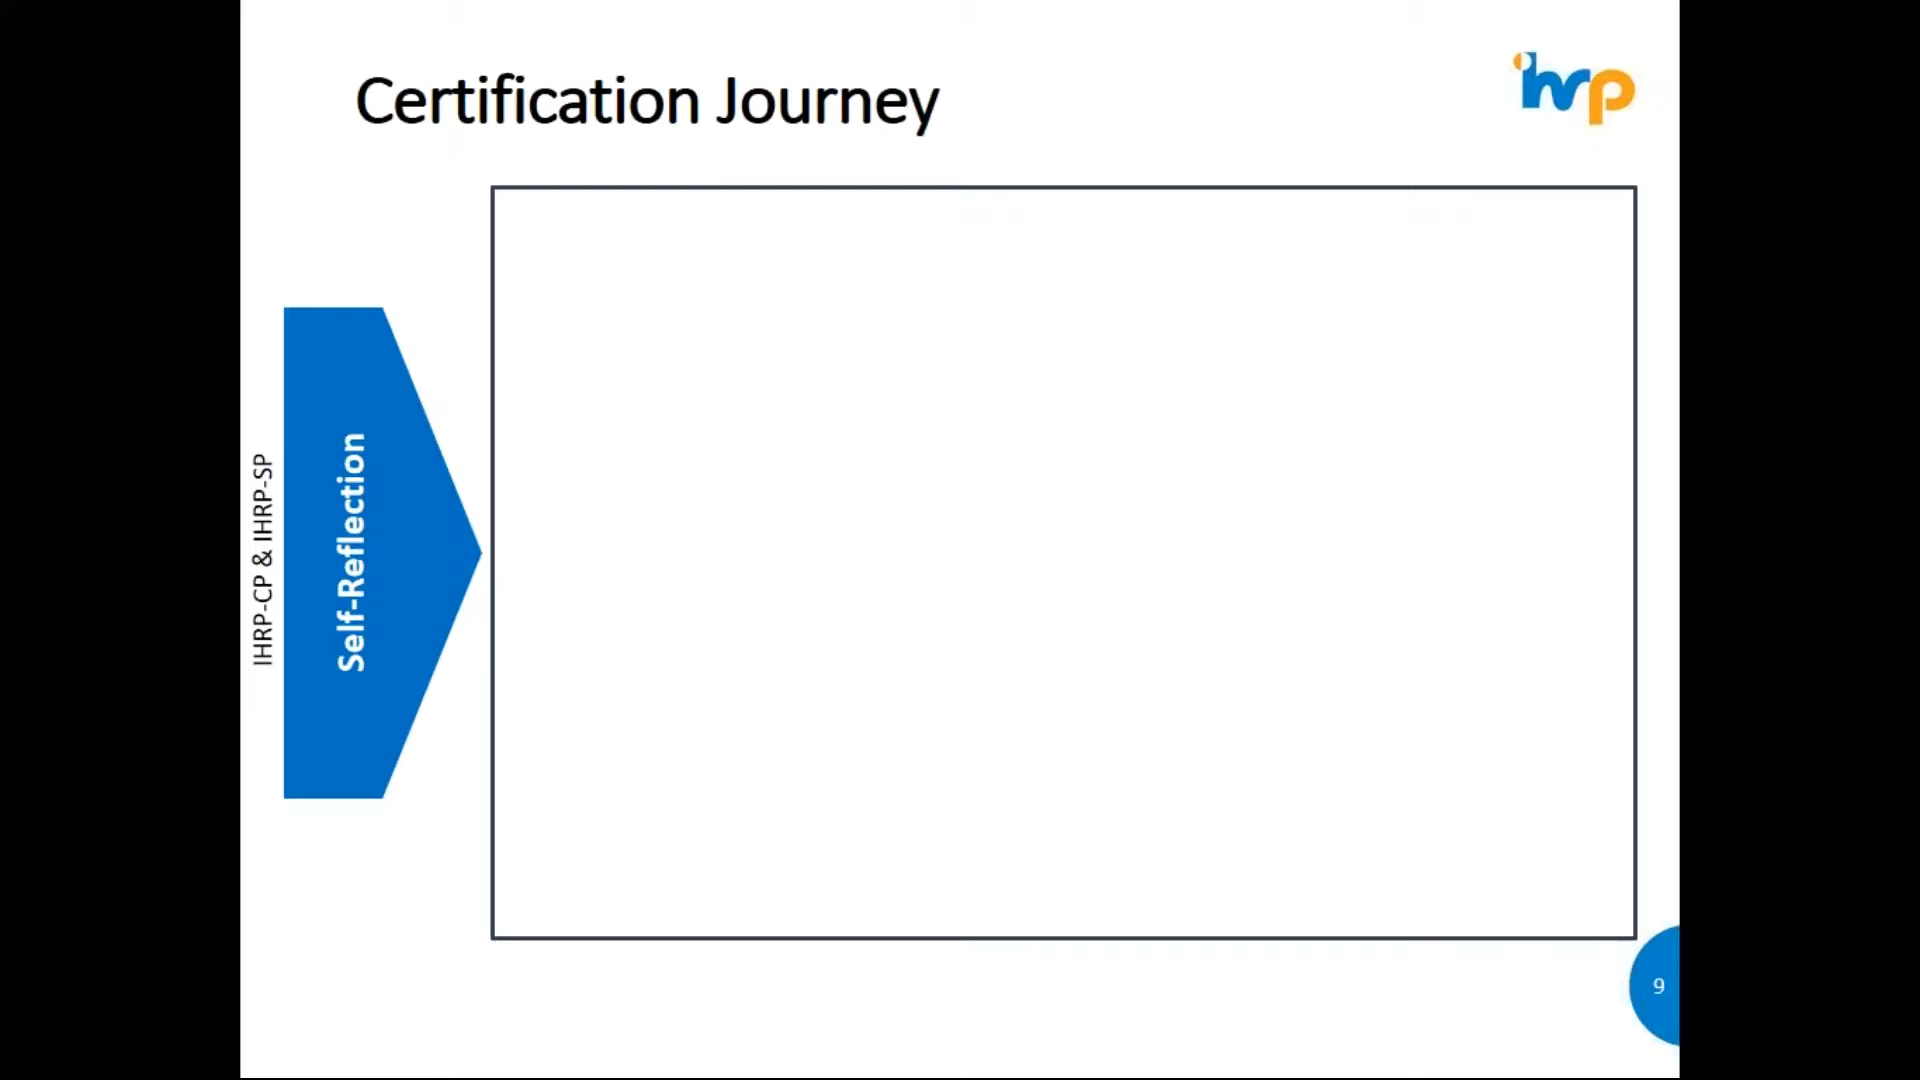 Certification Journey
ihrp
IHRP-CP & IHRP-SP
Self-Reflection
9